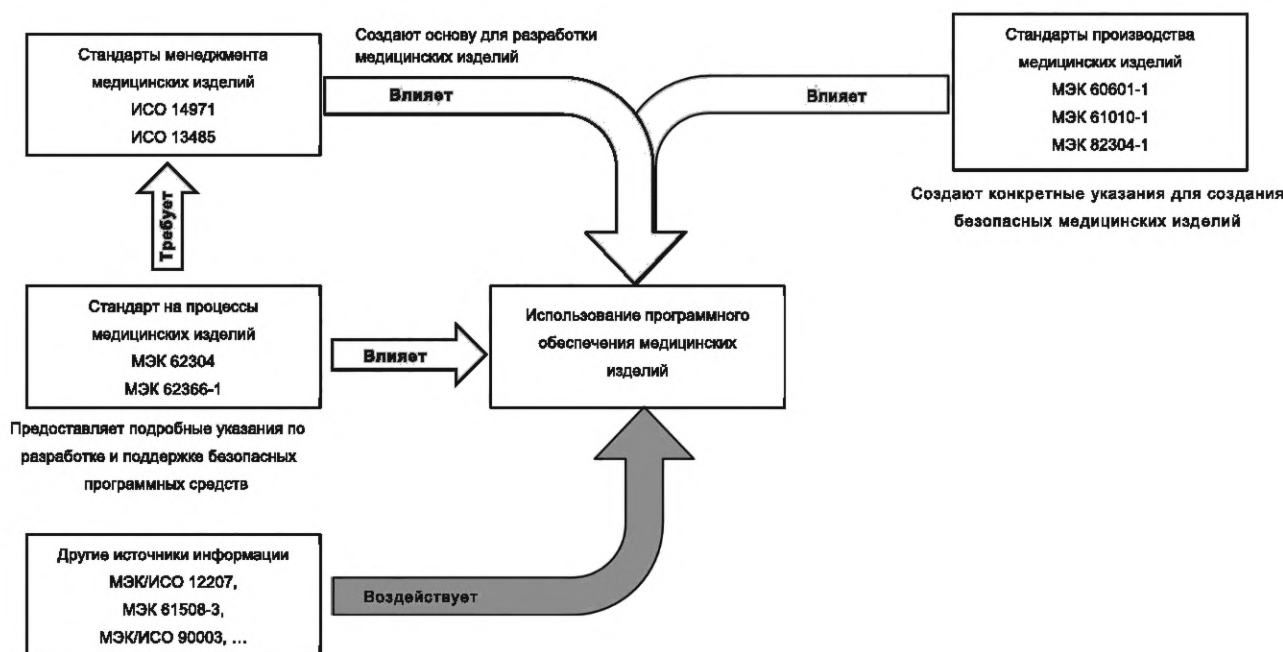 Стандарты менеджмента
медицинских изделий
ИСО 14971
ИСО 13485
Создают основу для разработки
медицинских изделий
Влияет
Влияет
Стандарты производства
медицинских изделий
МЭК 60601-1
МЭК 61010-1
МЭК 82304-1
Создают конкретные указания для создания
безопасных медицинских изделий
Требует
Стандарт на процессы
медицинских изделий
МЭК 62304
МЭК 62366-1
Влияет
Использование программного
обеспечения медицинских
изделий
Предоставляет подробные указания по
разработке и поддержке безопасных
программных средств
Другие источники информации
МЭК/ИСО 12207,
МЭК 61508-3,
МЭК/ИСО 90003, ...
Воздействует